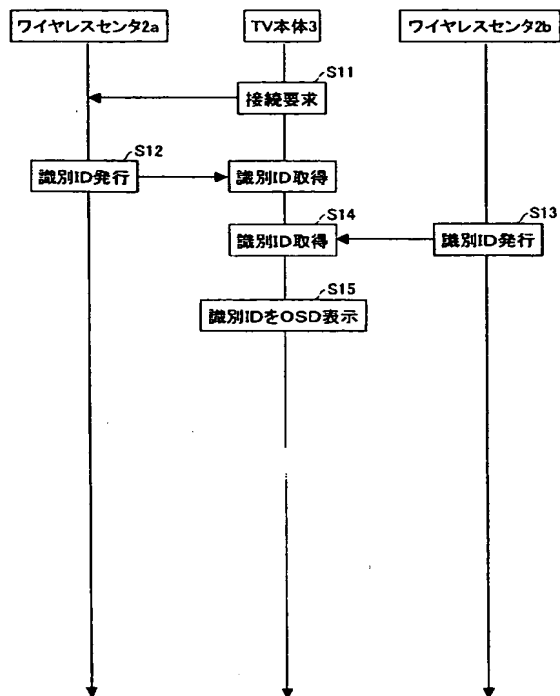 ワイヤレスセンタ2a
TV本体3
ワイヤレスセンタ2b
S11
接続要求
S12
識別ID発行
識別ID取得
S14
識別ID取得
S13
識別ID発行
S15
識別IDをOSD表示